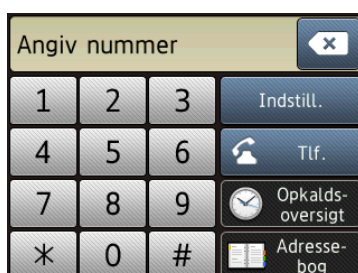 Angiv nummer
1 2 3 Indstill.
4 5 6 Tlf.
7 8 9 Opkalds-
oversigt
* 0 # Adresse-
bog